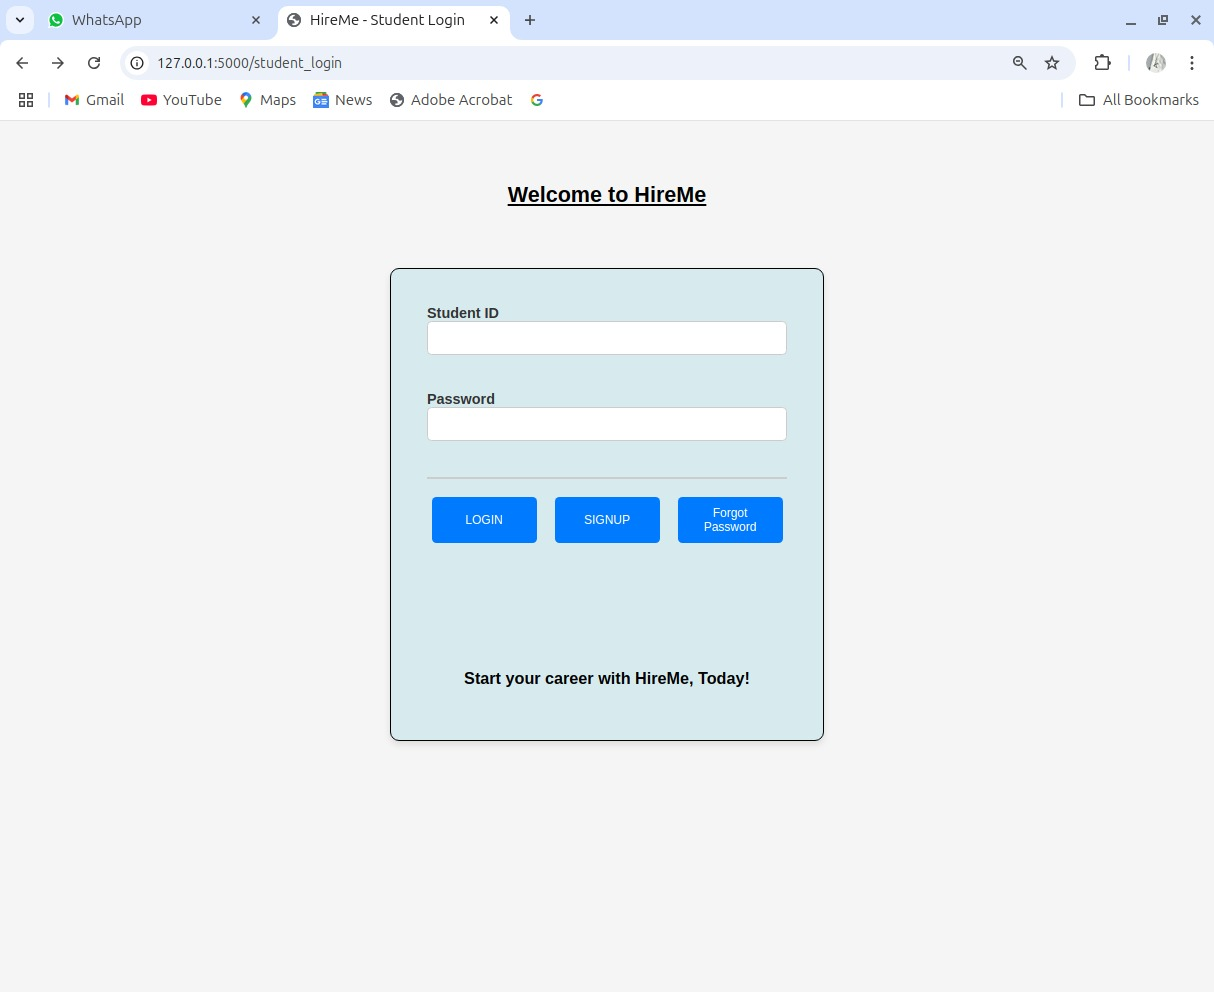 WhatsApp
HireMe - Student Login
127.0.0.1:5000/student_login
Gmail
YouTube
Maps
News
Adobe Acrobat
All Bookmarks
Welcome to HireMe
Student ID
Password
LOGIN
SIGNUP
Forgot
Password
Start your career with HireMe, Today!